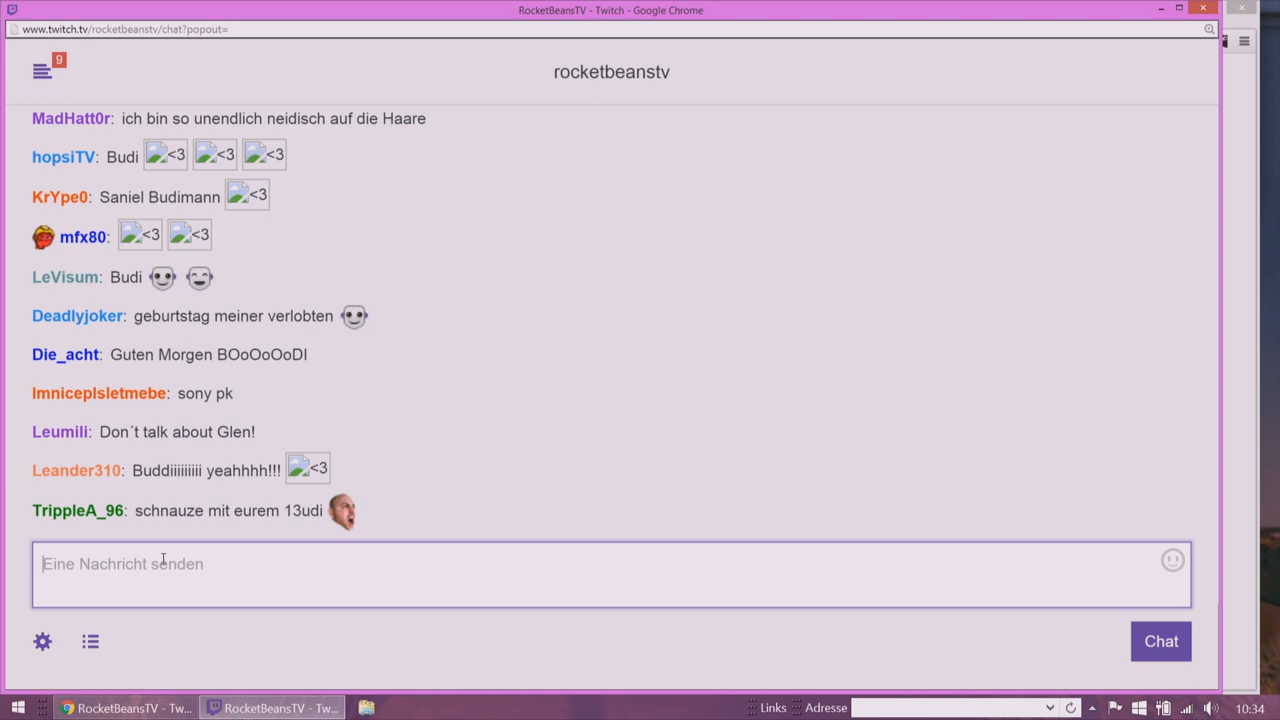 RocketBeansTV - Twitch - Google Chrome
www.twitch.tv/rocketbeanstv/chat?popout=
9
rocketbeanstv
MadHatt0r: ich bin so unendlich neidisch auf die Haare
hopsiTV: Budi <3 <3 <3
KrYpe0: Saniel Budimann <3
mfx80: <3 <3
LeVisum: Budi
Deadlyjoker: geburtstag meiner verlobten
Die_acht: Guten Morgen BOoOoOoDI
Imniceplsletmebe: sony pk
Leumili: Don´t talk about Glen!
Leander310: Buddiiiiiiiii yeahhhh!!! <3
TrippleA_96: schnauze mit eurem 13udi
Eine Nachricht senden
Chat
RocketBeansTV - Tw... RocketBeansTV - Tw... Links Adresse 10:34